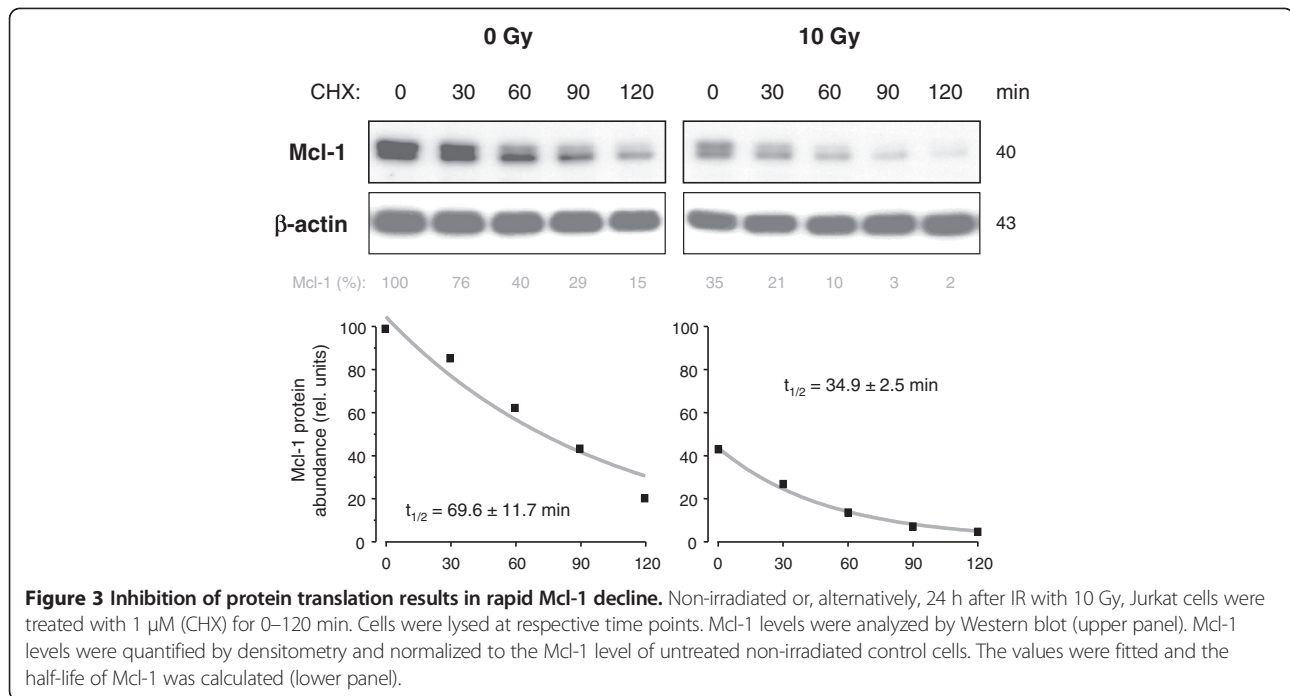 0 Gy 10 Gy
CHX: 0 30 60 90 120 0 30 60 90 120 min
Mcl-1 40
β-actin 43
Mcl-1 (%): 100 76 40 29 15 35 21 10 3 2
Mcl-1 protein
abundance (rel. units)
100
80
60
40
20
0
t1/2 = 69.6 ± 11.7 min
0 30 60 90 120
100
80
60
40
20
0
t1/2 = 34.9 ± 2.5 min
0 30 60 90 120
Figure 3 Inhibition of protein translation results in rapid Mcl-1 decline. Non-irradiated or, alternatively, 24 h after IR with 10 Gy, Jurkat cells were
treated with 1 μM (CHX) for 0–120 min. Cells were lysed at respective time points. Mcl-1 levels were analyzed by Western blot (upper panel). Mcl-1
levels were quantified by densitometry and normalized to the Mcl-1 level of untreated non-irradiated control cells. The values were fitted and the
half-life of Mcl-1 was calculated (lower panel).